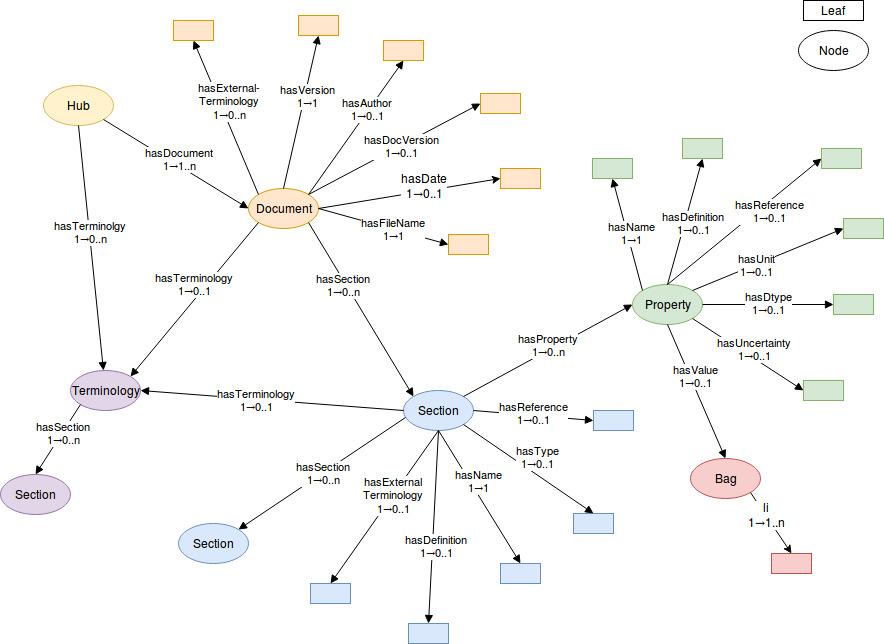 Leaf
Node
Hub
hasExternal-
Terminology
1→0..n
hasVersion
1→1
hasAuthor
1→0..1
hasDocVersion
1→0..1
hasDocument
1→1..n
hasDate
1→0..1
Document
hasFileName
1→1
hasTerminolgy
1→0..n
hasTerminology
1→0..1
hasSection
1→0..n
hasName
1→1
hasDefinition
1→0..1
hasReference
1→0..1
hasUnit
1→0..1
Property
hasDtype
1→0..1
hasUncertainty
1→0..1
hasValue
1→0..1
hasProperty
1→0..n
Terminology
hasTerminology
1→0..1
Section
hasReference
1→0..1
hasSection
1→0..n
Section
hasSection
1→0..n
Section
hasExternal
Terminology
1→0..1
hasDefinition
1→0..1
hasName
1→1
hasType
1→0..1
Bag
li
1→1..n